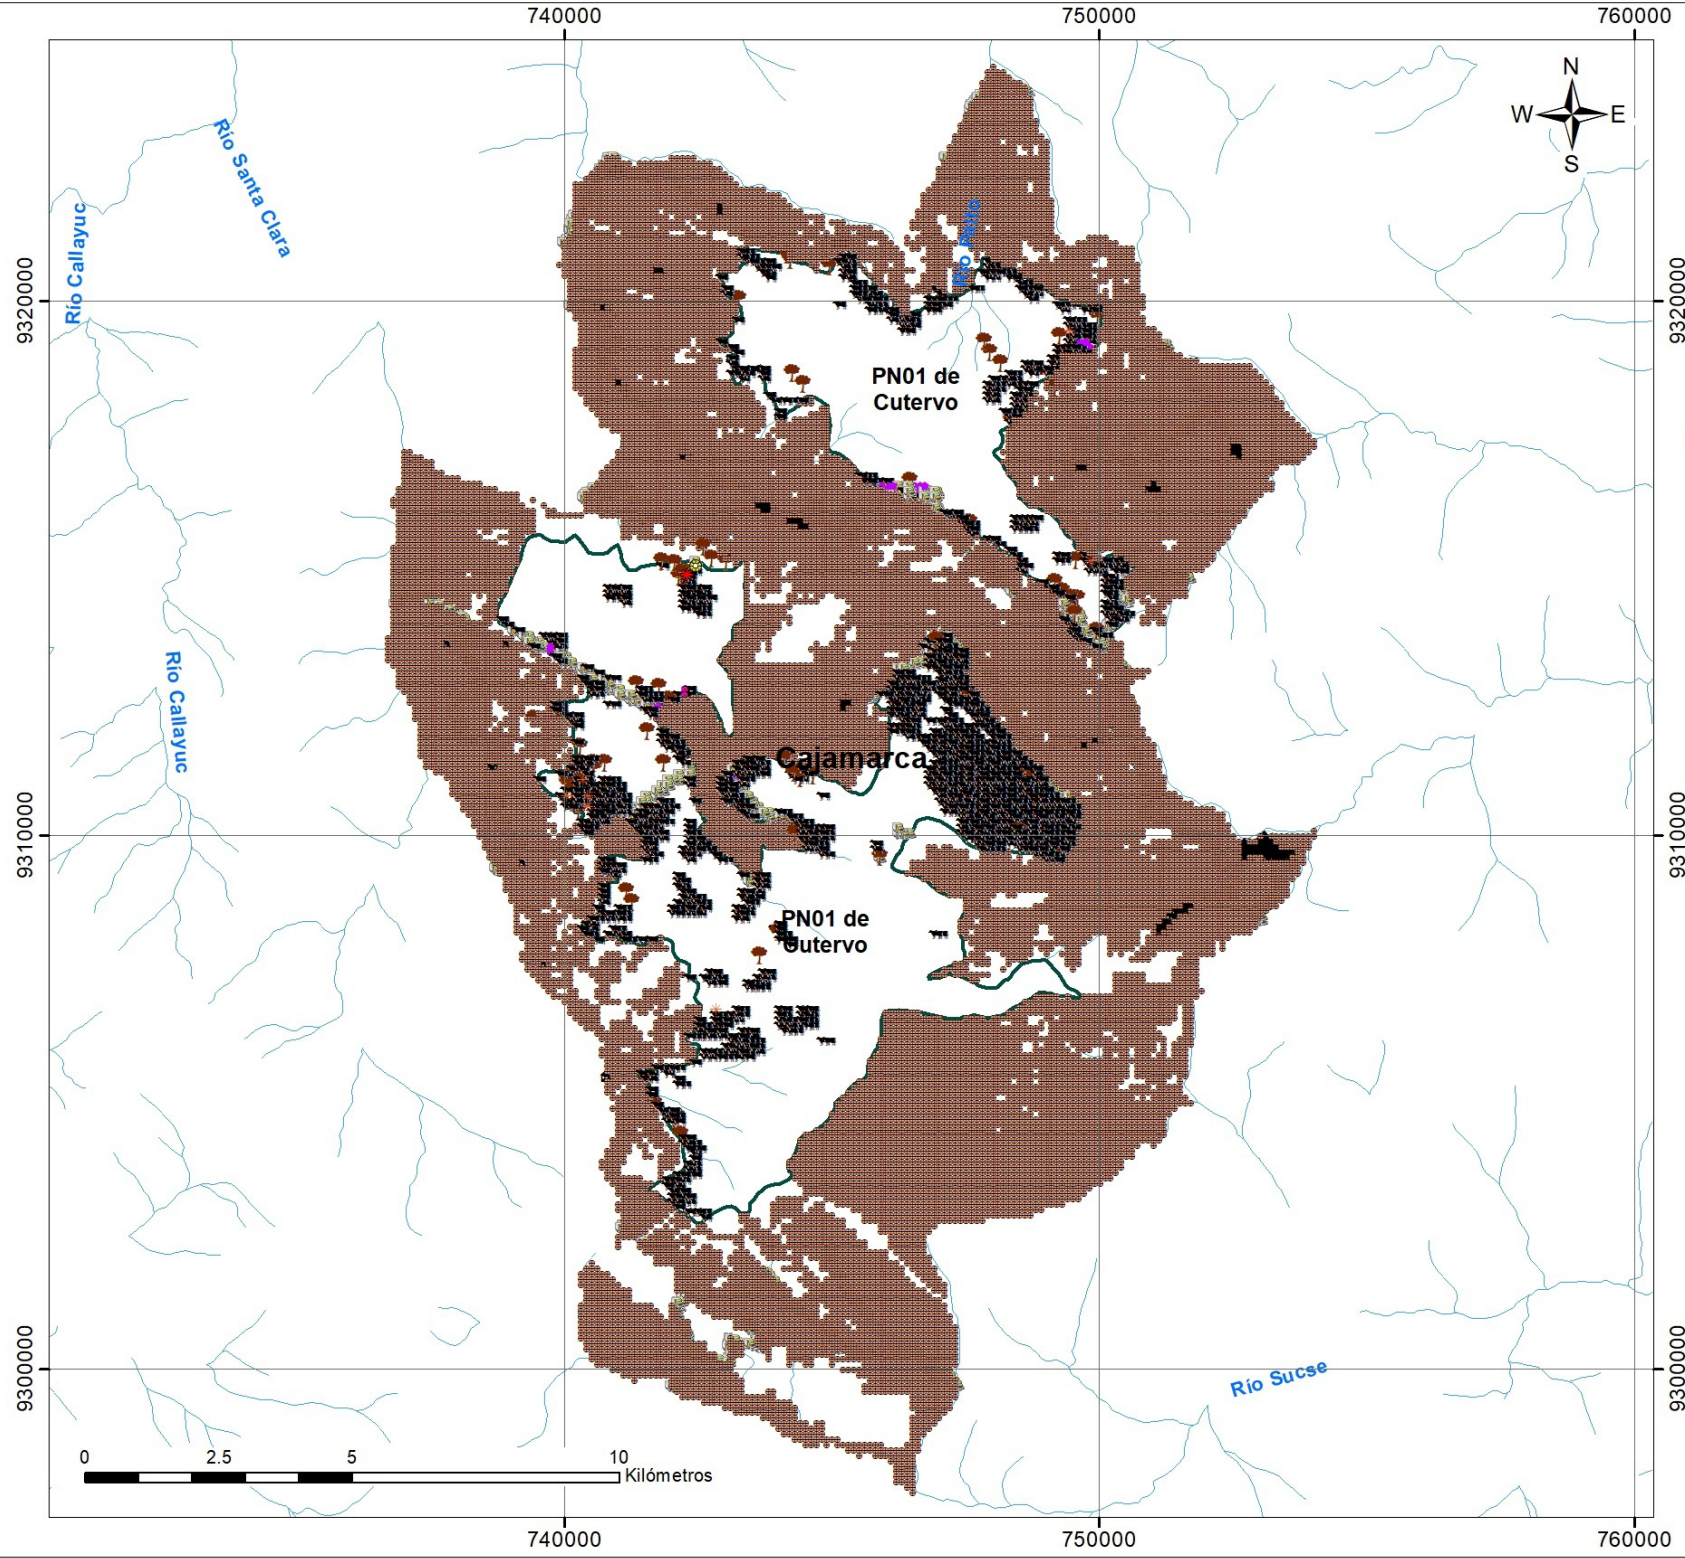 740000
750000
760000
N
W
E
S
Río Santa Clara
Río Callayuc
9320000
9320000
PN01 de
Cutervo
Río Callayuc
Cajamarca
9310000
9310000
PN01 de
Cutervo
9300000
9300000
Río Sucse
0
2.5
5
10
Kilómetros
740000
750000
760000